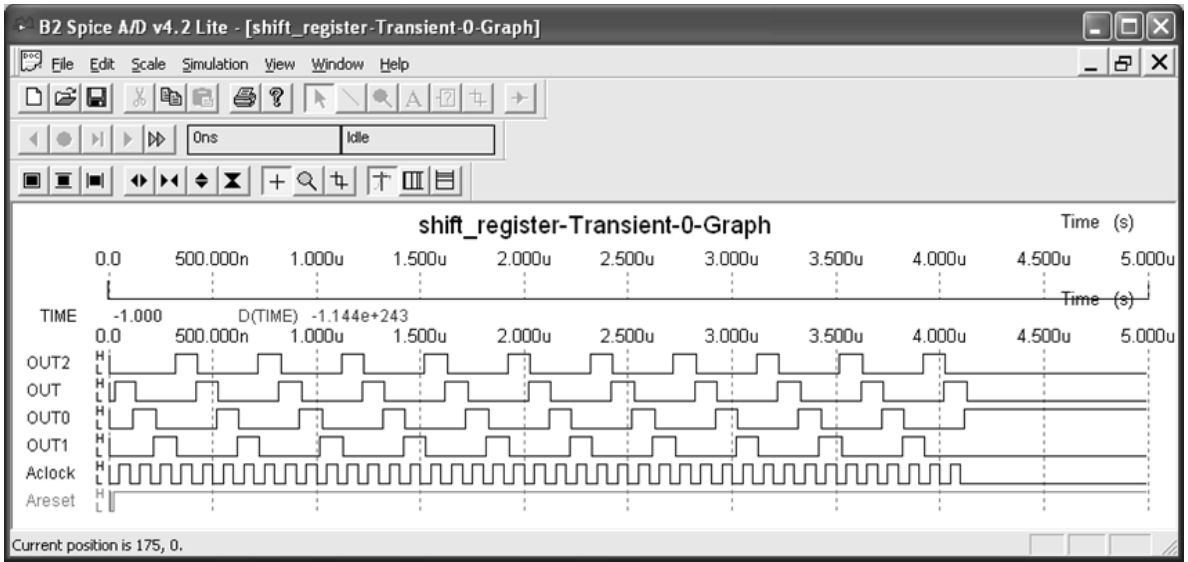 B2 Spice A/D v4.2 Lite - [shift_register-Transient-0-Graph]
DOC File Edit Scale Simulation View Window Help
0ns Idle
shift_register-Transient-0-Graph Time (s)
0.0 500.000n 1.000u 1.500u 2.000u 2.500u 3.000u 3.500u 4.000u 4.500u 5.000u
Time (s)
TIME -1.000 D(TIME) -1.144e+243
0.0 500.000n 1.000u 1.500u 2.000u 2.500u 3.000u 3.500u 4.000u 4.500u 5.000u
OUT2 H L
OUT H L
OUT0 H L
OUT1 H L
Aclock H L
Areset H L
Current position is 175, 0.